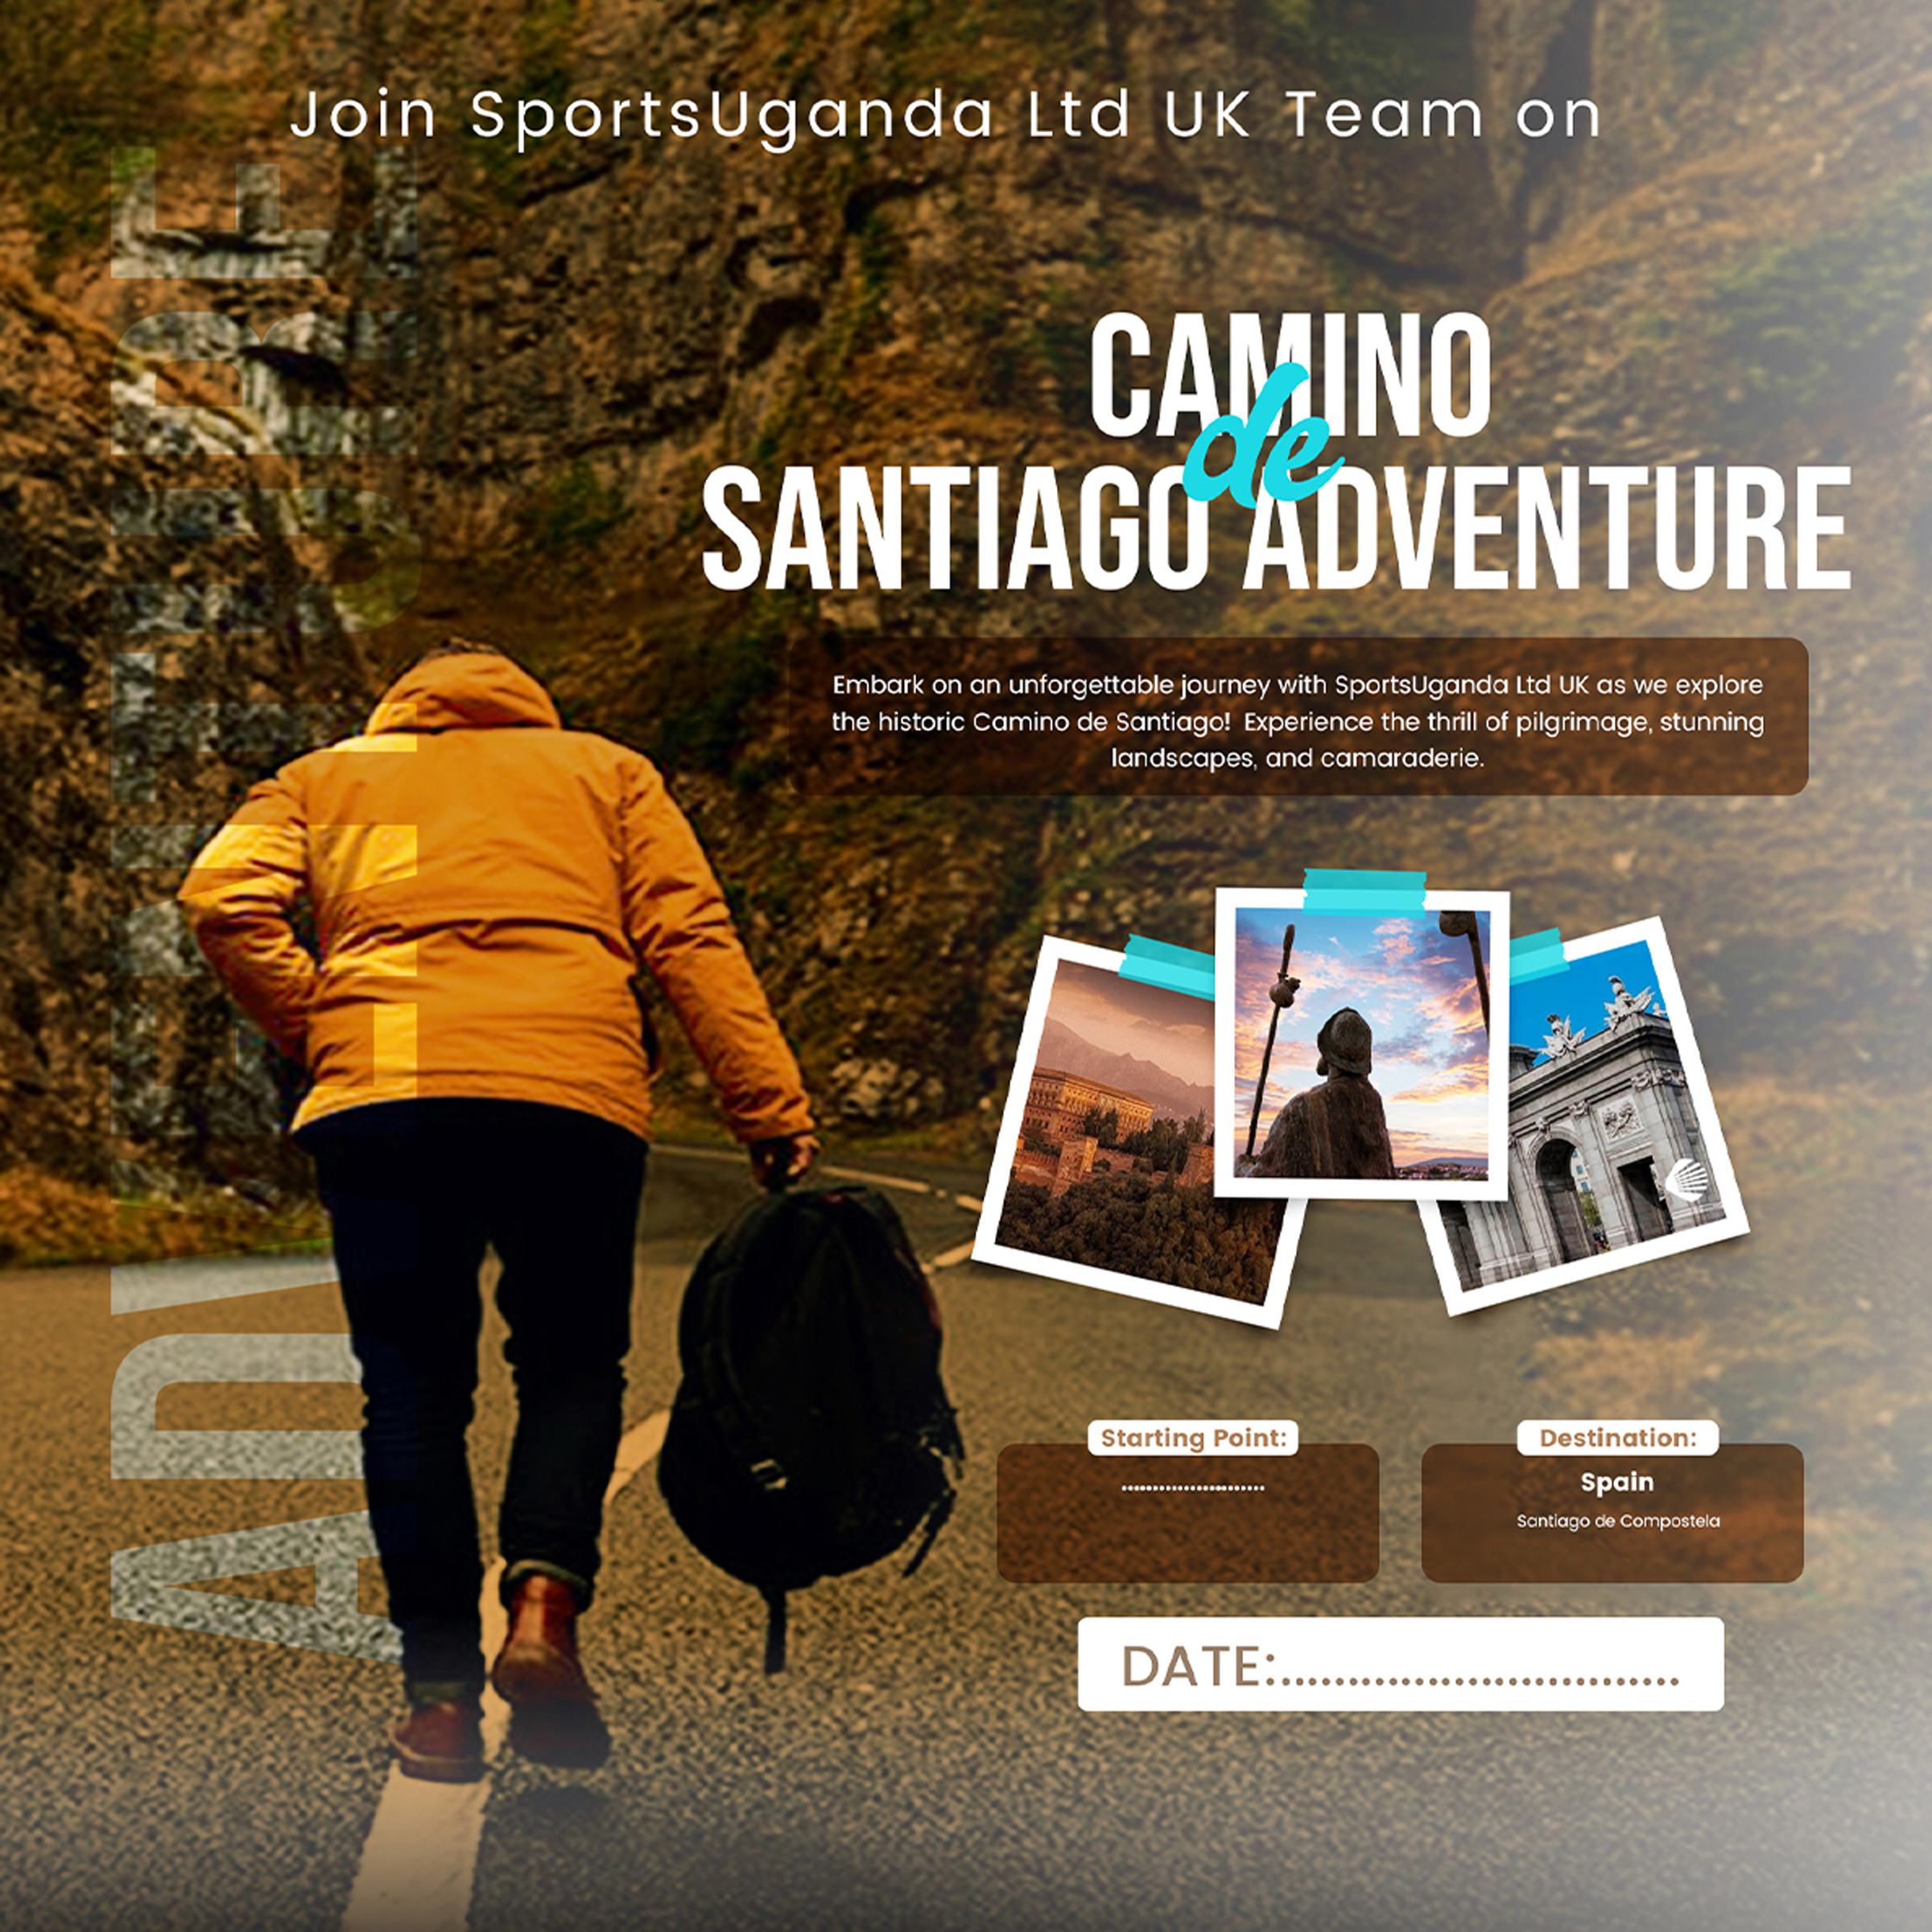 Join SportsUganda Ltd UK Team on
ADVENTURE
CAMINO
de
SANTIAGO ADVENTURE
Embark on an unforgettable journey with SportsUganda Ltd UK as we explore
the historic Camino de Santiago! Experience the thrill of pilgrimage, stunning
landscapes, and camaraderie.
Starting Point:
.......................
Destination:
Spain
Santiago de Compostela
DATE:...............................